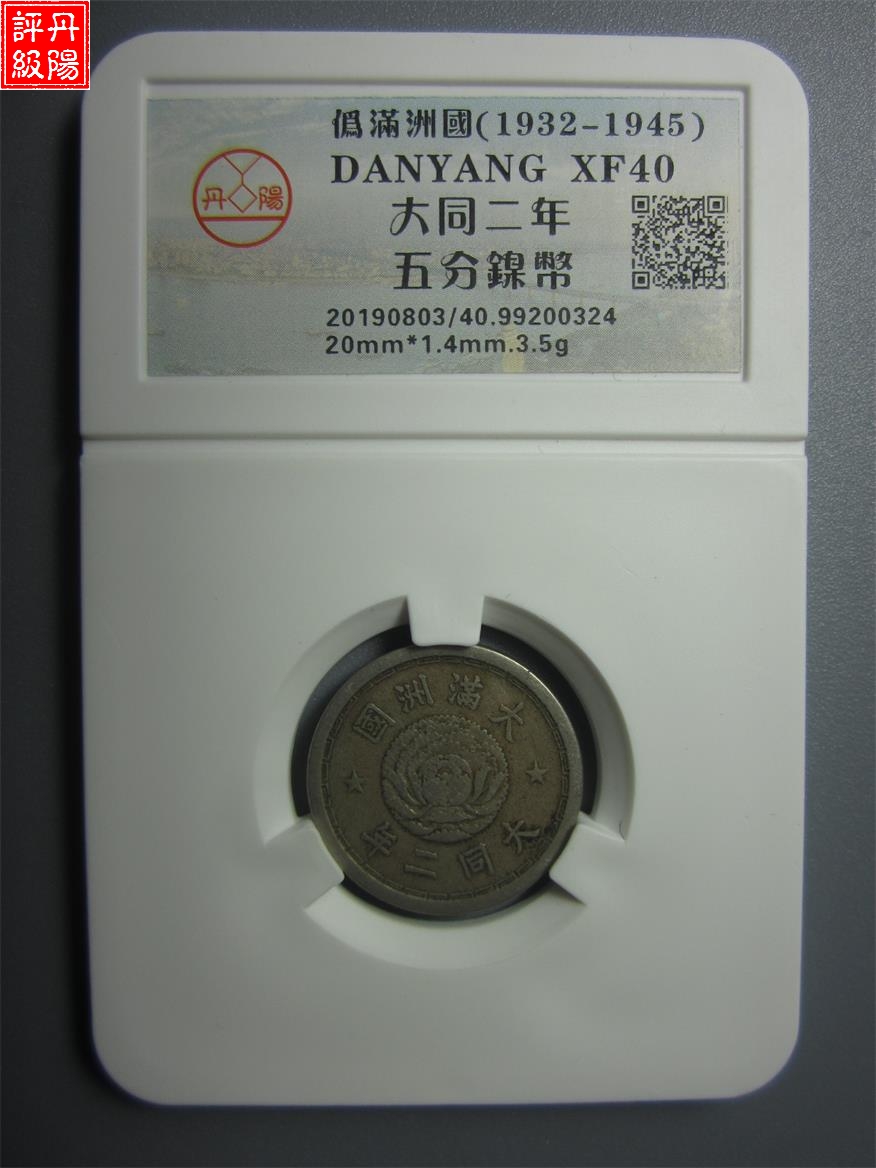 丹陽
評級
僞滿洲國(1932-1945)
DANYANG XF40
丹陽
大同二年
五分鎳幣
20190803/40.99200324
20mm*1.4mm.3.5g
大滿洲國
大同二年